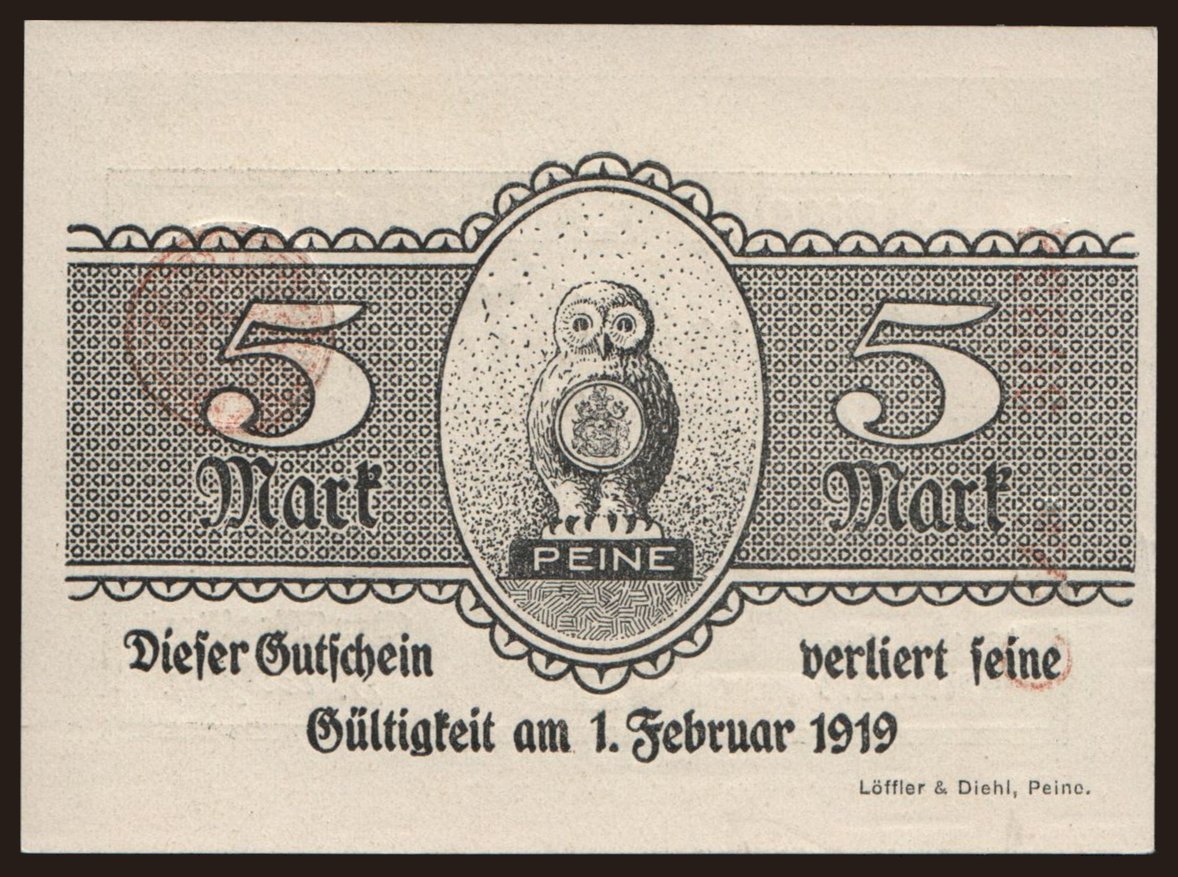 5 5
Mark Mark
PEINE
Dieser Gutschein verliert seine
Gültigkeit am 1. Februar 1919
Löffler & Diehl, Peine.